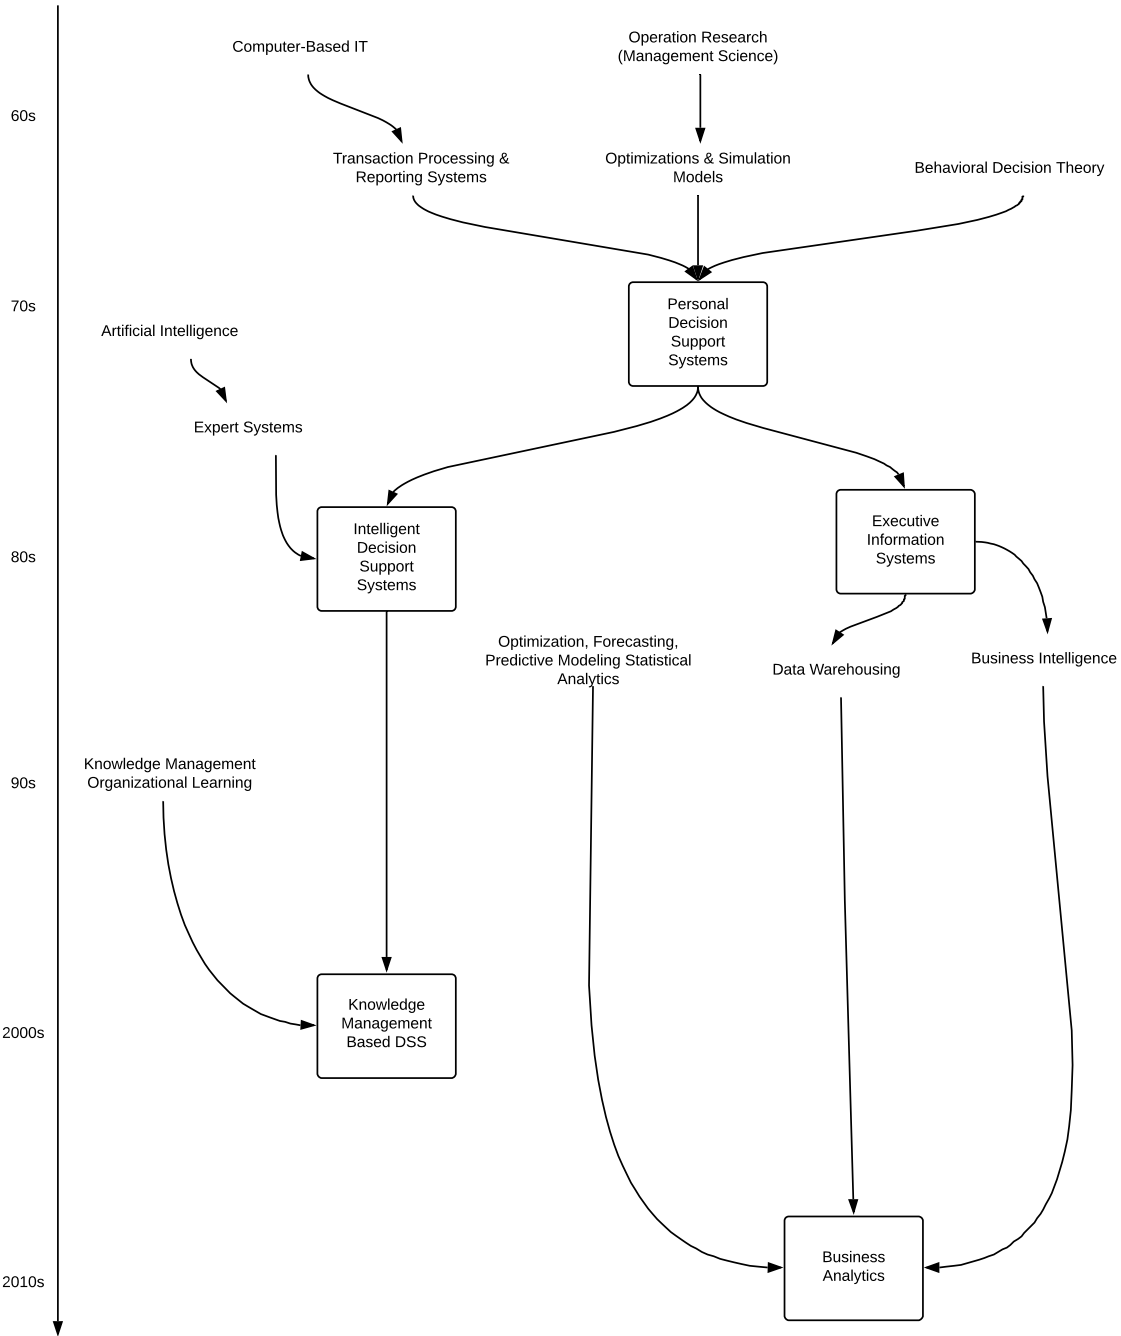 Computer-Based IT
Operation Research
(Management Science)
60s
Transaction Processing &
Reporting Systems
Optimizations & Simulation
Models
Behavioral Decision Theory
70s
Personal
Decision
Support
Systems
Artificial Intelligence
Expert Systems
Intelligent
Decision
Support
Systems
Executive
Information
Systems
80s
Optimization, Forecasting,
Predictive Modeling Statistical
Analytics
Data Warehousing
Business Intelligence
Knowledge Management
Organizational Learning
90s
Knowledge
Management
Based DSS
2000s
Business
Analytics
2010s